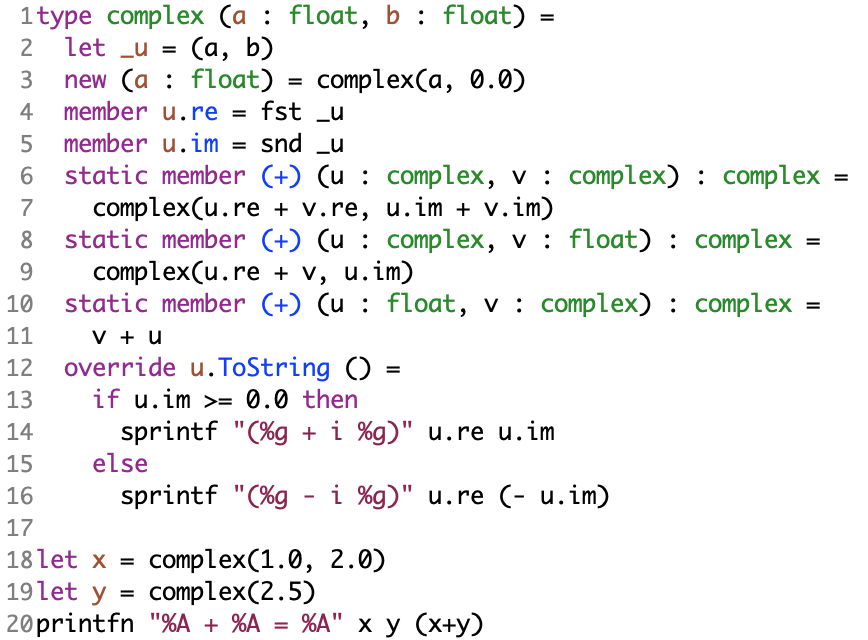 1type complex (a : float, b : float) =
2  let _u = (a, b)
3  new (a : float) = complex(a, 0.0)
4  member u.re = fst _u
5  member u.im = snd _u
6  static member (+) (u : complex, v : complex) : complex =
7    complex(u.re + v.re, u.im + v.im)
8  static member (+) (u : complex, v : float) : complex =
9    complex(u.re + v, u.im)
10  static member (+) (u : float, v : complex) : complex =
11    v + u
12  override u.ToString () =
13    if u.im >= 0.0 then
14      sprintf "(%g + i %g)" u.re u.im
15    else
16      sprintf "(%g - i %g)" u.re (- u.im)
17
18let x = complex(1.0, 2.0)
19let y = complex(2.5)
20printfn "%A + %A = %A" x y (x+y)